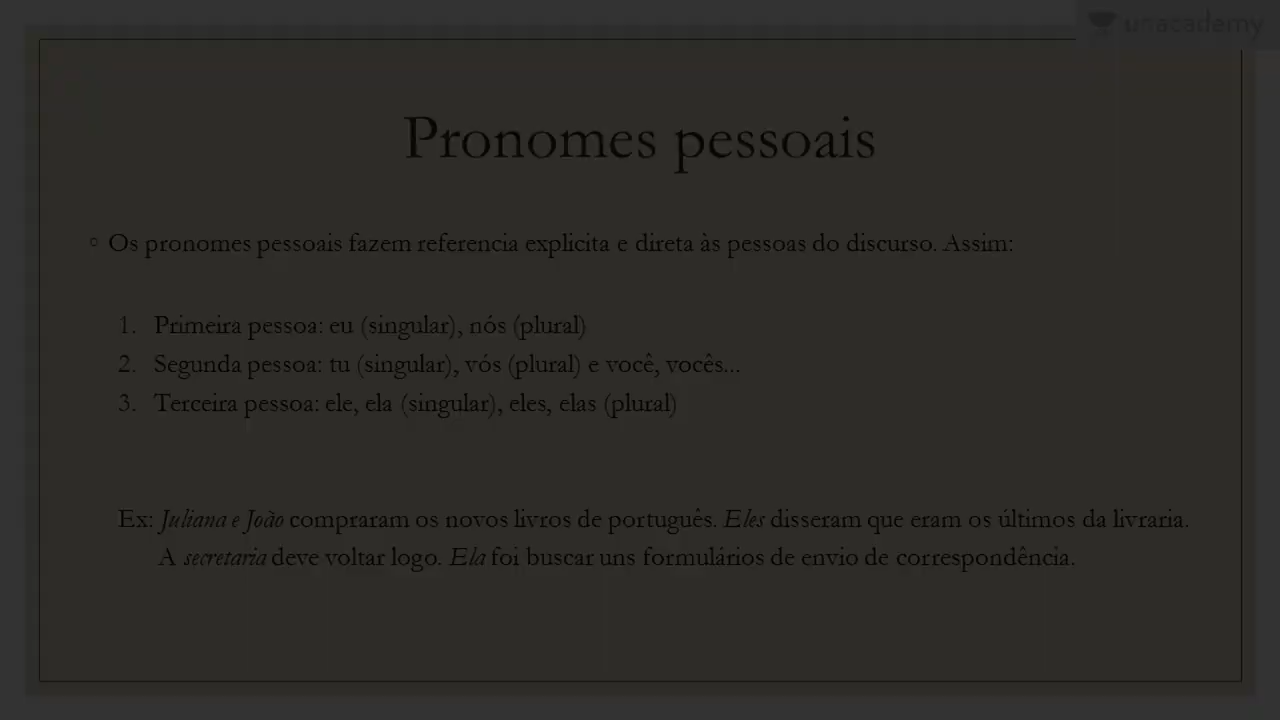 unacademy
Pronomes pessoais
Os pronomes pessoais fazem referencia explicita e direta às pessoas do discurso. Assim:
1. Primeira pessoa: eu (singular), nós (plural)
2. Segunda pessoa: tu (singular), vós (plural) e você, vocês...
3. Terceira pessoa: ele, ela (singular), eles, elas (plural)
Ex: Juliana e João compraram os novos livros de português. Eles disseram que eram os últimos da livraria.
A secretaria deve voltar logo. Ela foi buscar uns formulários de envio de correspondência.